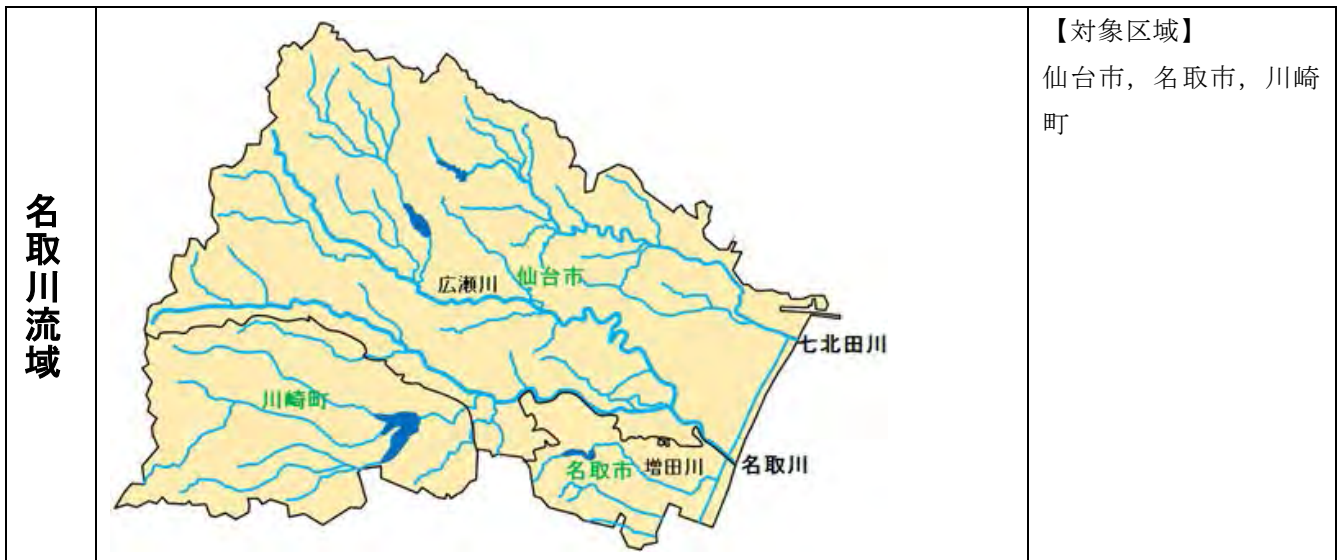 名取川流域
広瀬川
仙台市
七北田川
川崎町
名取市
増田川
名取川
【対象区域】
仙台市，名取市，川崎
町